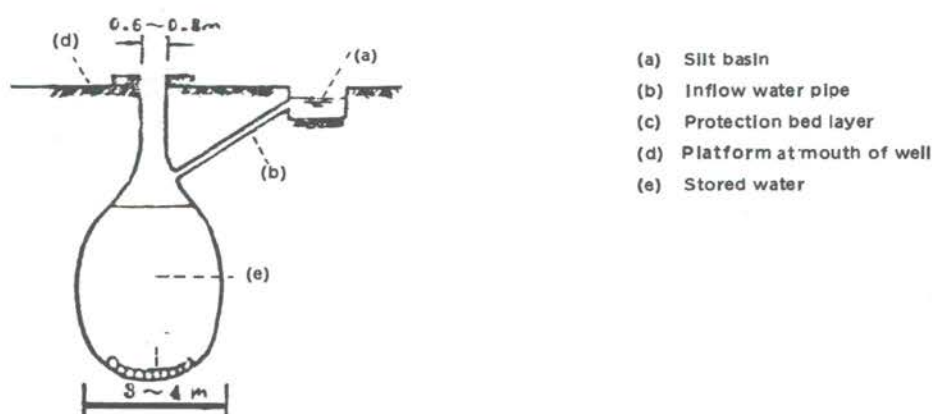 0.6～0.8m
(d)
(a)
(b)
(e)
3～4 m
(a) Silt basin
(b) Inflow water pipe
(c) Protection bed layer
(d) Platform at mouth of well
(e) Stored water